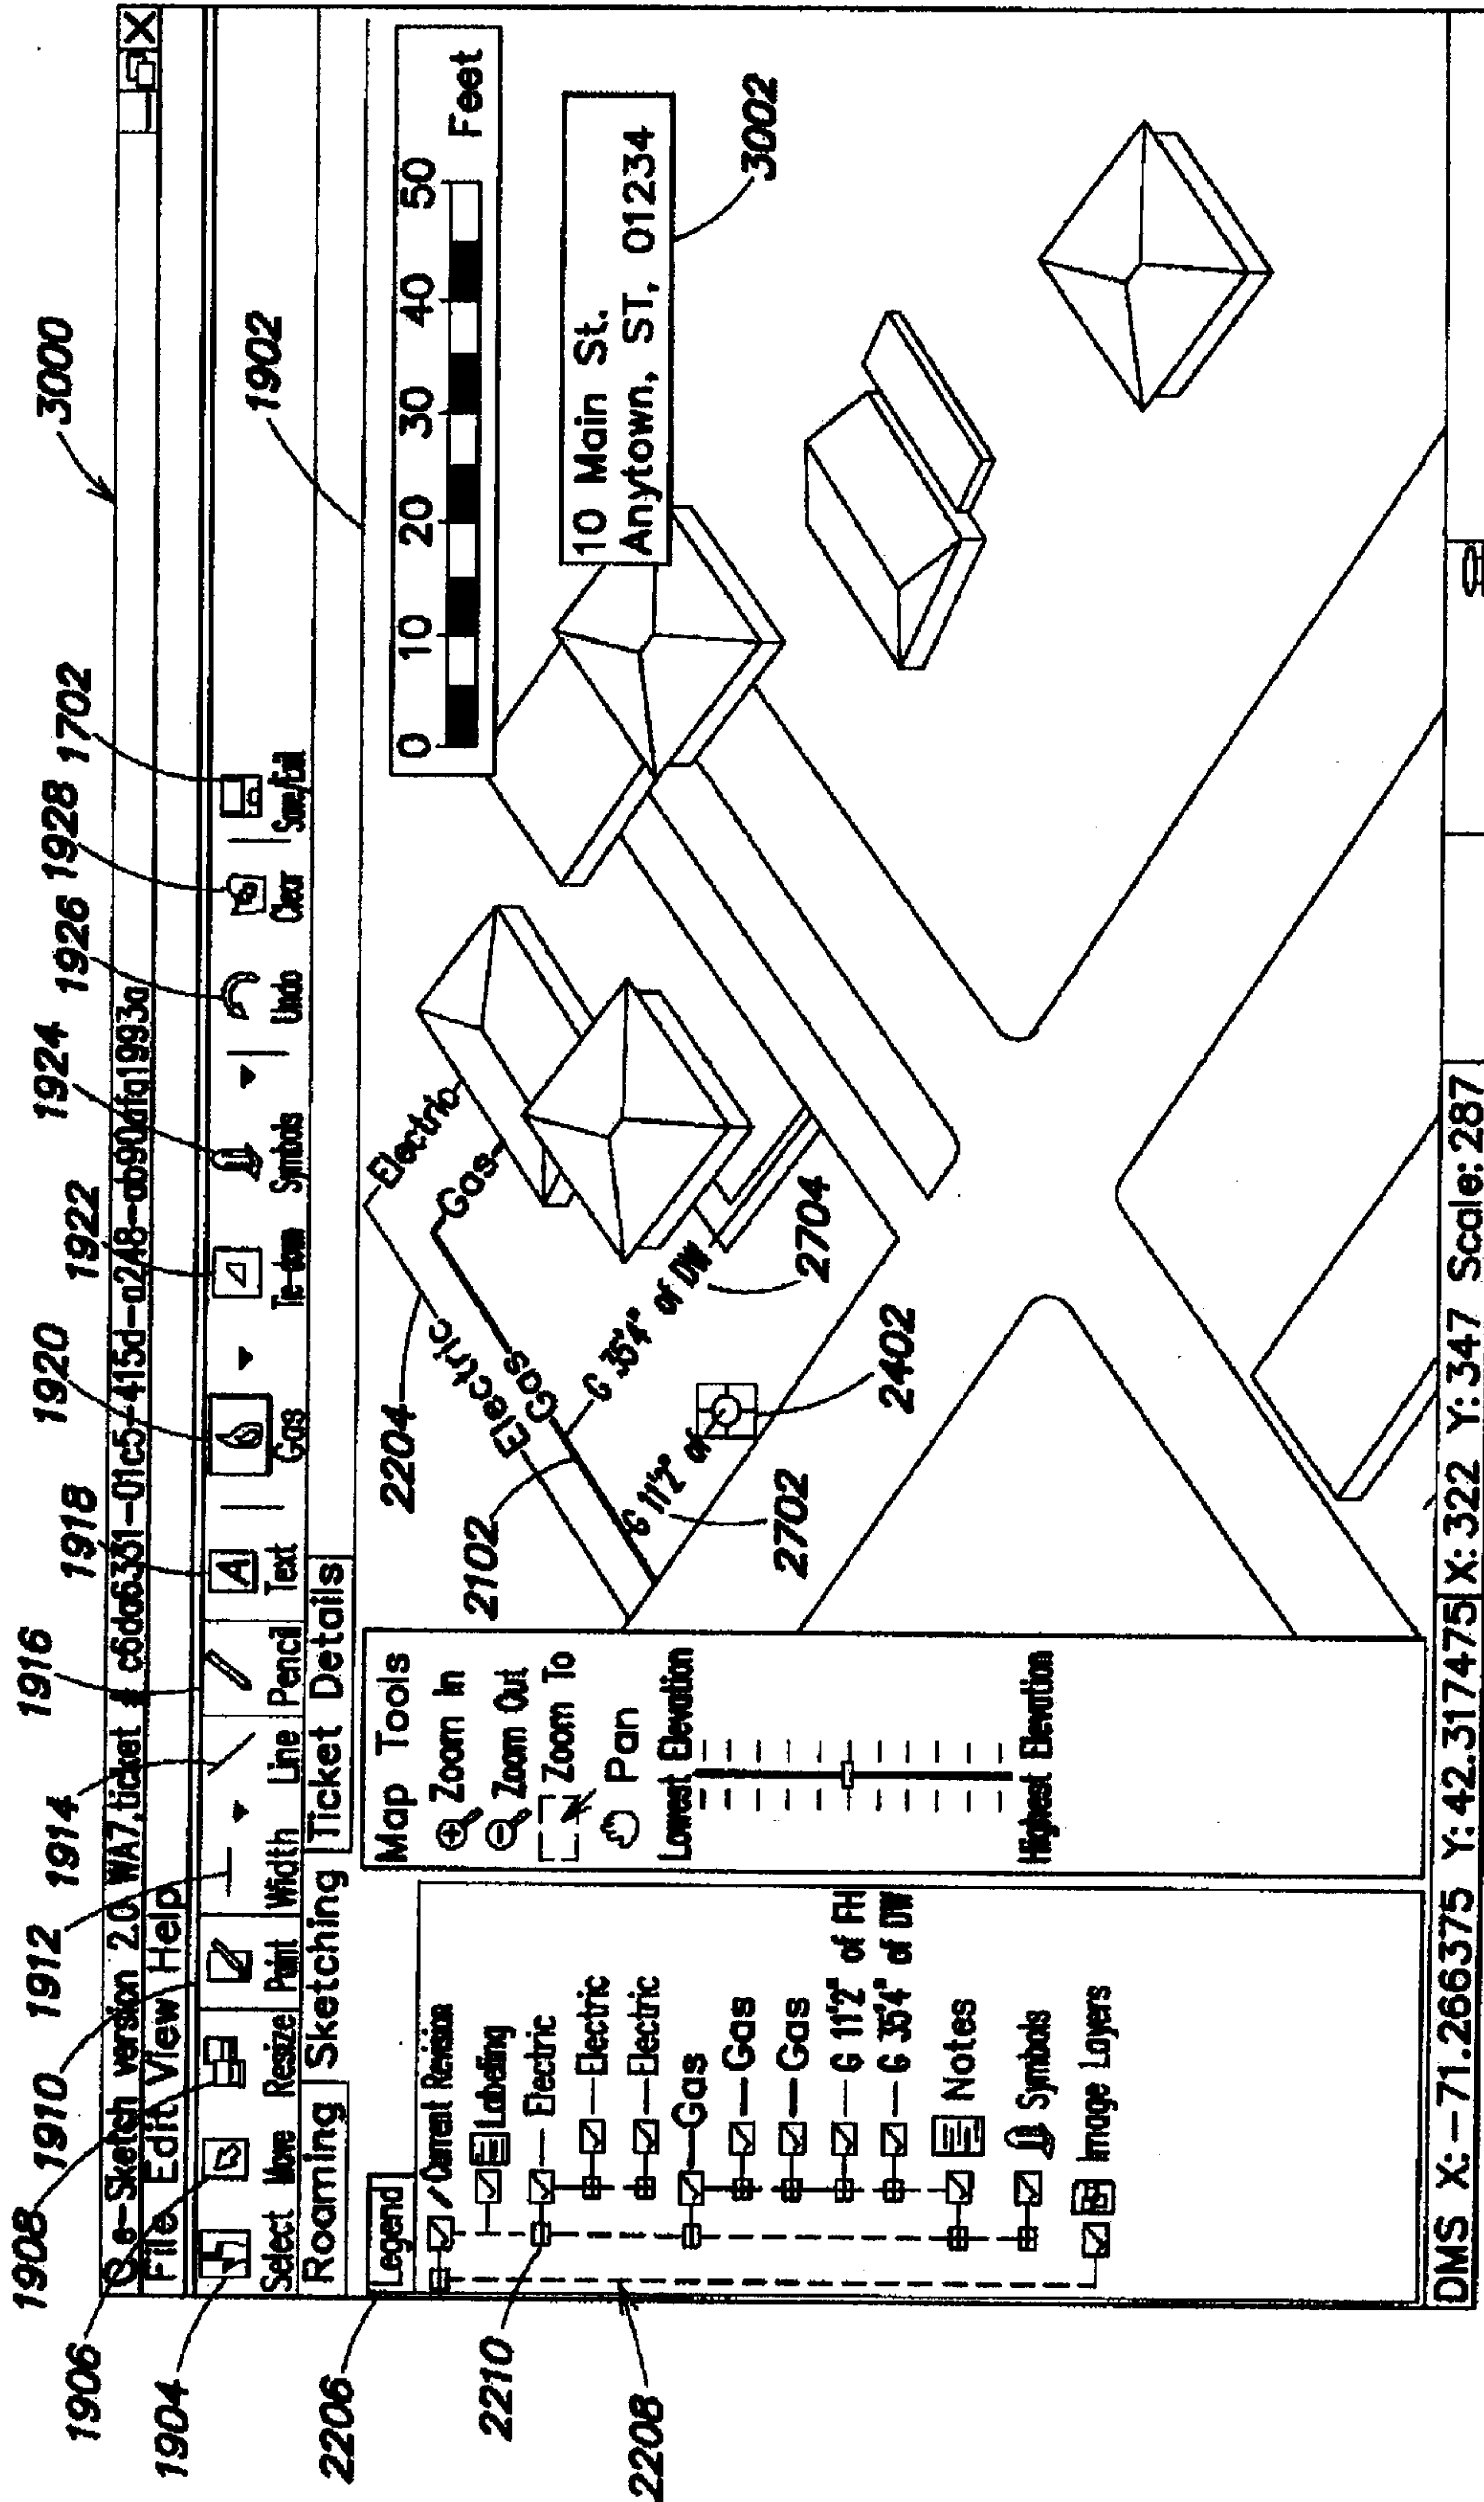 3000
1908 1910 1912 1914 1916 1918 1920 1922 1924 1926 1928 1702
1906
1904
e-Sketch version 2.0\WA7,ticket # c6da6331-01c5-415d-a248-ab90dfa1993a
File Edit View Help
Select Move Resize Paint Width Line Pencil Text Gas Tie-down Symbols Undo Clear Save/Exit
Roaming Sketching Ticket Details
1902
2206
2210
2208
Legend
Current Revision
Labeling
Electric
Electric
Electric
Gas
Gas
Gas
G 11'2" of FH
G 35'4" of DW
Notes
Symbols
Image Layers
Map Tools
Zoom In
Zoom Out
Zoom To
Pan
Lowest Elevation
Highest Elevation
0 10 20 30 40 50
Feet
10 Main St.
Anytown, ST, 01234
3002
2204
2102
Electric
Electric
Electric
Gas
Gas
G 35'4" of DW
G 11'2" of
2702
2402
2704
DMS X:-71.266375 Y:42.317475 X:322 Y:347 Scale:287